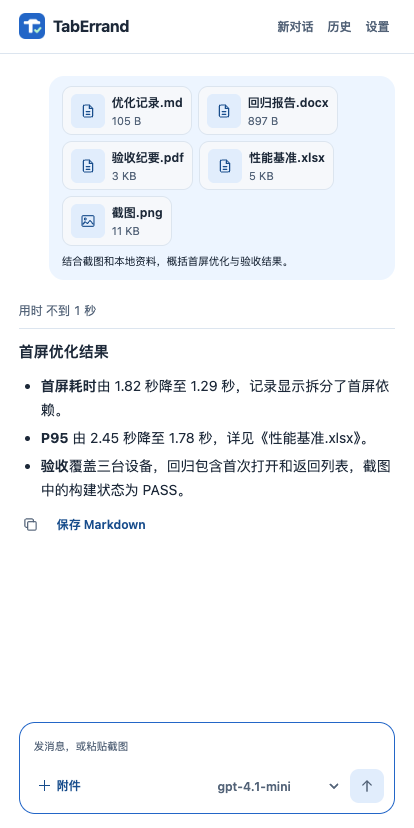 TabErrand
新对话 历史 设置
优化记录.md 回归报告.docx
105 B 897 B
验收纪要.pdf 性能基准.xlsx
3 KB 5 KB
截图.png
11 KB
结合截图和本地资料，概括首屏优化与验收结果。
用时 不到 1 秒
首屏优化结果
首屏耗时由 1.82 秒降至 1.29 秒，记录显示拆分了首屏依
赖。
P95 由 2.45 秒降至 1.78 秒，详见《性能基准.xlsx》。
验收覆盖三台设备，回归包含首次打开和返回列表，截图
中的构建状态为 PASS。
保存 Markdown
发消息，或粘贴截图
附件 gpt-4.1-mini